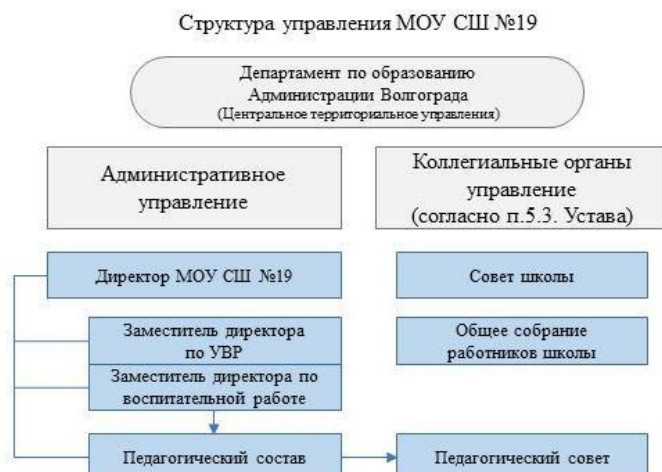 Структура управления МОУ СШ №19
Департамент по образованию
Администрации Волгограда
(Центральное территориальное управления)
Административное
управление
Коллегиальные органы
управление
(согласно п.5.3. Устава)
Директор МОУ СШ №19
Совет школы
Заместитель директора
по УВР
Общее собрание
работников школы
Заместитель директора по
воспитательной работе
Педагогический состав
Педагогический совет